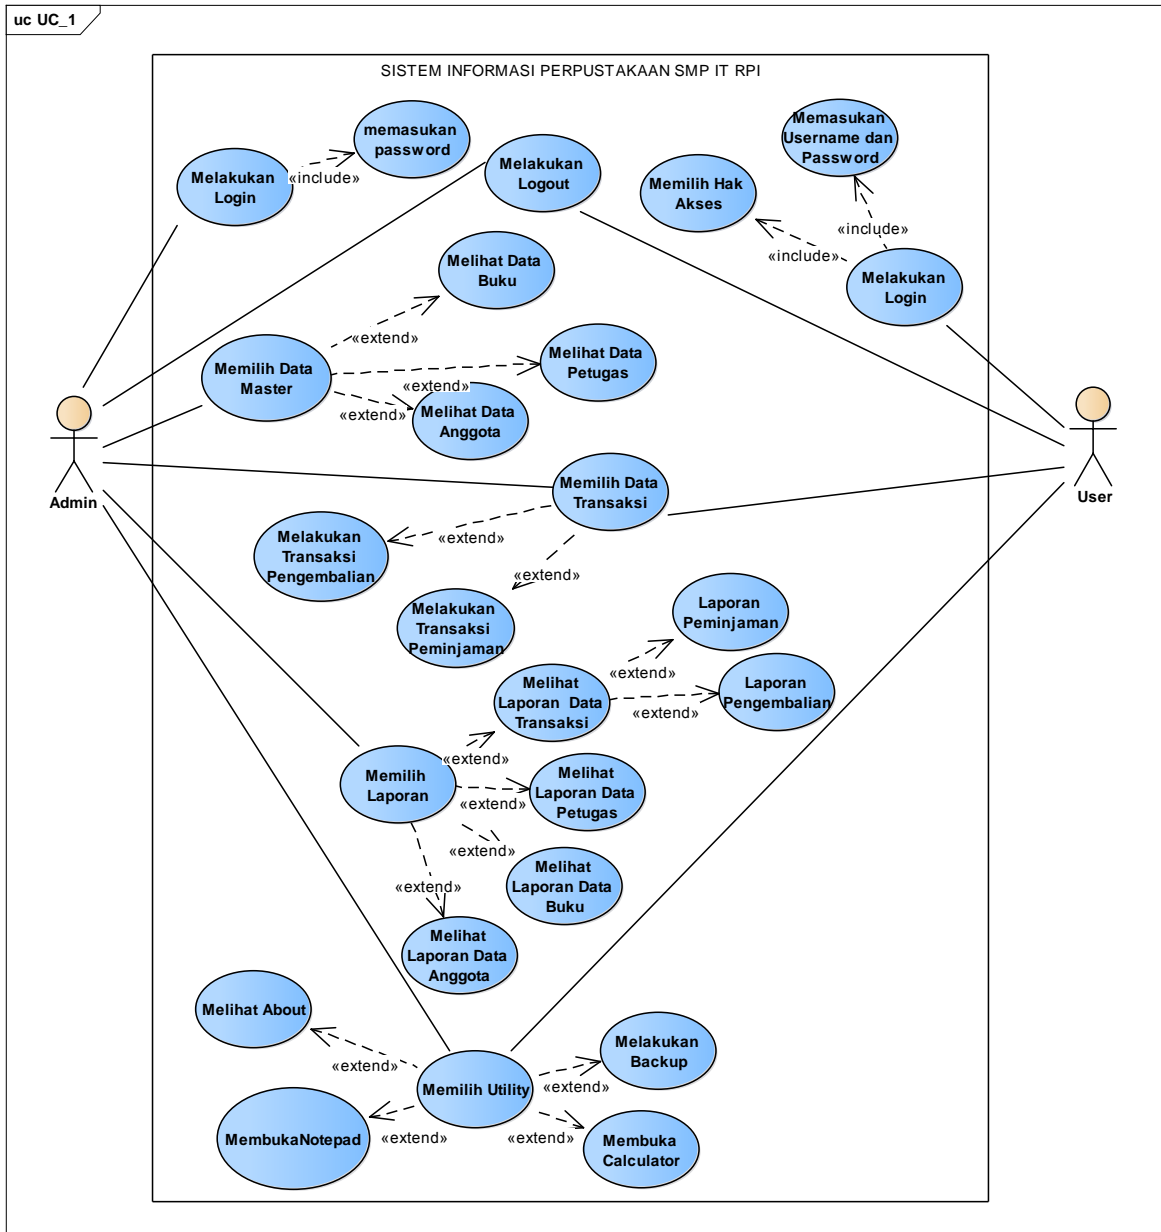 uc UC_1
SISTEM INFORMASI PERPUSTAKAAN SMP IT RPI
memasukan
password
Melakukan
Login
«include»
Melakukan
Logout
Memasukan
Username dan
Password
Memilih Hak
Akses
«include»
«include»
Melakukan
Login
Melihat Data
Buku
«extend»
Memilih Data
Master
Melihat Data
Petugas
«extend»
«extend»
Melihat Data
Anggota
Admin
User
Memilih Data
Transaksi
«extend»
Melakukan
Transaksi
Pengembalian
«extend»
Melakukan
Transaksi
Peminjaman
Laporan
Peminjaman
«extend»
Melihat
Laporan  Data
Transaksi
Laporan
Pengembalian
«extend»
«extend»
Memilih
Laporan
Melihat
Laporan Data
Petugas
«extend»
«extend»
Melihat
Laporan Data
Buku
«extend»
Melihat
Laporan Data
Anggota
Melihat About
«extend»
Melakukan
Backup
Memilih Utility
«extend»
MembukaNotepad
«extend»
«extend»
Membuka
Calculator